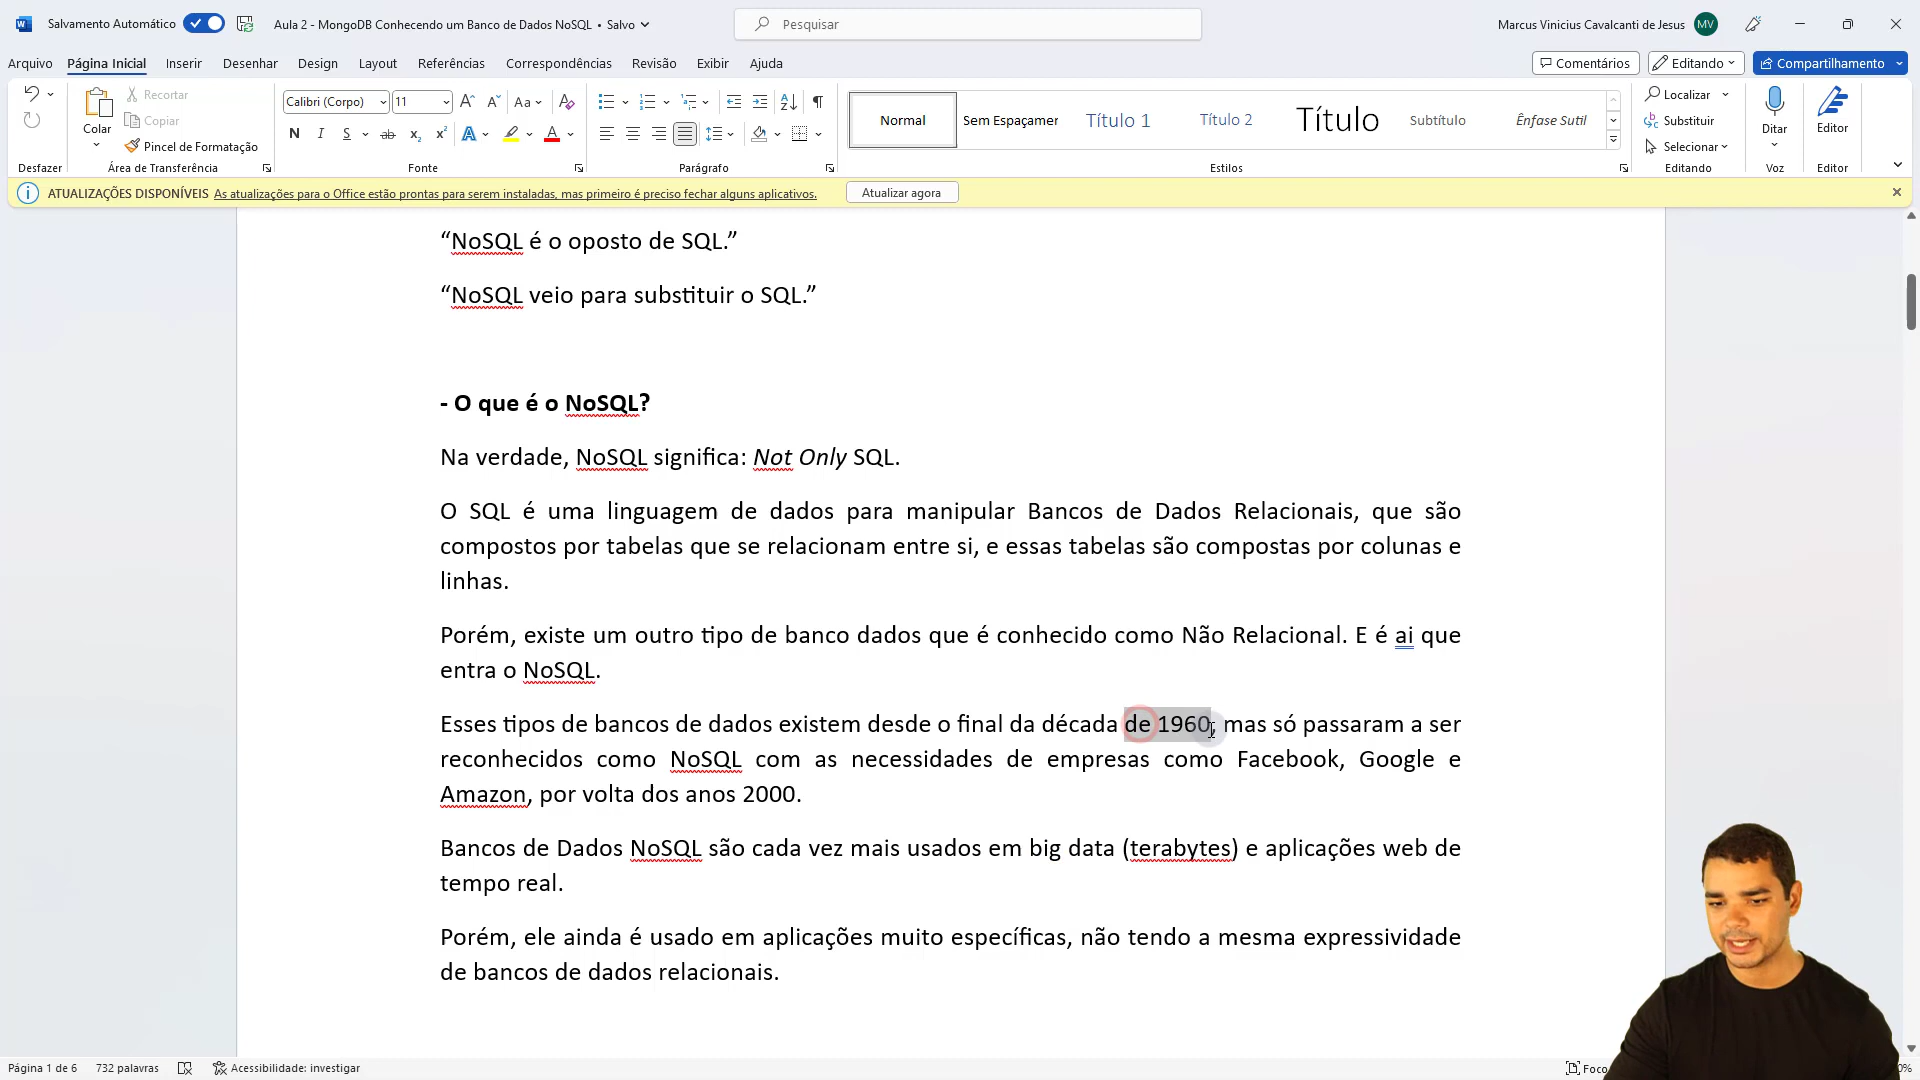 Salvamento Automático
Aula 2 - MongoDB Conhecendo um Banco de Dados NoSQL • Salvo
Pesquisar
Marcus Vinicius Cavalcanti de Jesus
MV
Arquivo
Página Inicial
Inserir
Desenhar
Design
Layout
Referências
Correspondências
Revisão
Exibir
Ajuda
Comentários
Editando
Compartilhamento
Colar
Recortar
Copiar
Pincel de Formatação
Calibri (Corpo)
11
Normal
Sem Espaçamer
Título 1
Título 2
Título
Subtítulo
Ênfase Sutil
Localizar
Substituir
Selecionar
Ditar
Editor
Desfazer
Área de Transferência
Fonte
Parágrafo
Estilos
Editando
Voz
Editor
ATUALIZAÇÕES DISPONÍVEIS As atualizações para o Office estão prontas para serem instaladas, mas primeiro é preciso fechar alguns aplicativos.
Atualizar agora
“NoSQL é o oposto de SQL.”
“NoSQL veio para substituir o SQL.”
- O que é o NoSQL?
Na verdade, NoSQL significa: Not Only SQL.
O SQL é uma linguagem de dados para manipular Bancos de Dados Relacionais, que são
compostos por tabelas que se relacionam entre si, e essas tabelas são compostas por colunas e
linhas.
Porém, existe um outro tipo de banco dados que é conhecido como Não Relacional. E é ai que
entra o NoSQL.
Esses tipos de bancos de dados existem desde o final da década de 1960, mas só passaram a ser
reconhecidos como NoSQL com as necessidades de empresas como Facebook, Google e
Amazon, por volta dos anos 2000.
Bancos de Dados NoSQL são cada vez mais usados em big data (terabytes) e aplicações web de
tempo real.
Porém, ele ainda é usado em aplicações muito específicas, não tendo a mesma expressividade
de bancos de dados relacionais.
Página 1 de 6
732 palavras
Acessibilidade: investigar
Foco